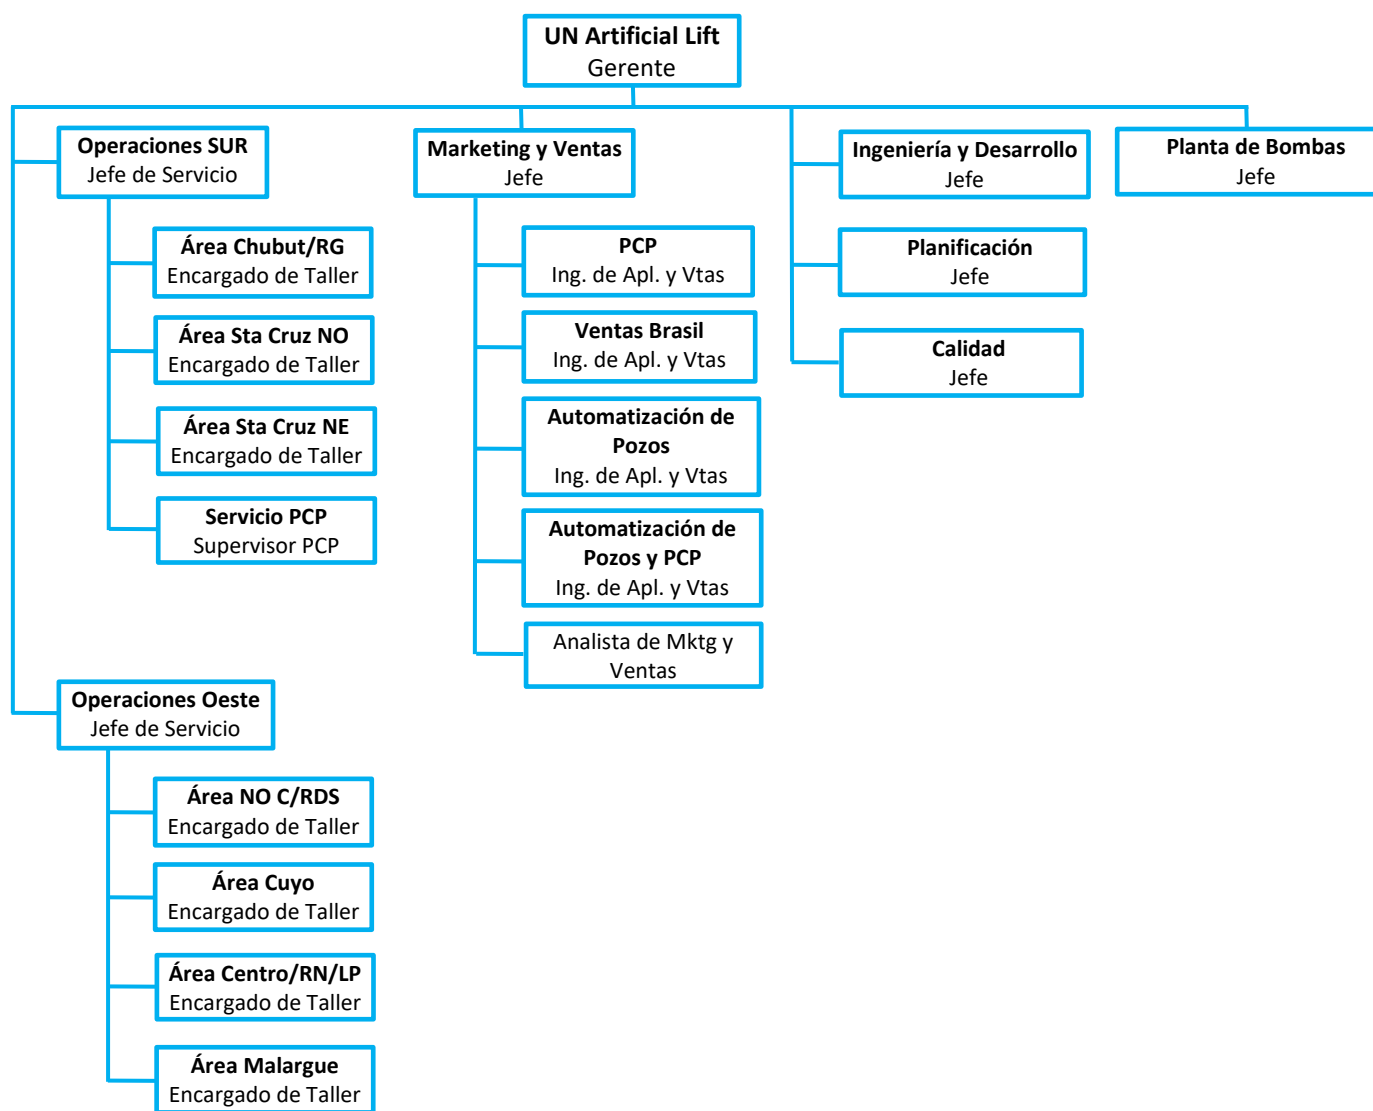 UN Artificial Lift
Gerente
Operaciones SUR
Jefe de Servicio
Área Chubut/RG
Encargado de Taller
Área Sta Cruz NO
Encargado de Taller
Área Sta Cruz NE
Encargado de Taller
Servicio PCP
Supervisor PCP
Operaciones Oeste
Jefe de Servicio
Área NO C/RDS
Encargado de Taller
Área Cuyo
Encargado de Taller
Área Centro/RN/LP
Encargado de Taller
Área Malargue
Encargado de Taller
Marketing y Ventas
Jefe
PCP
Ing. de Apl. y Vtas
Ventas Brasil
Ing. de Apl. y Vtas
Automatización de
Pozos
Ing. de Apl. y Vtas
Automatización de
Pozos y PCP
Ing. de Apl. y Vtas
Analista de Mktg y
Ventas
Ingeniería y Desarrollo
Jefe
Planificación
Jefe
Calidad
Jefe
Planta de Bombas
Jefe